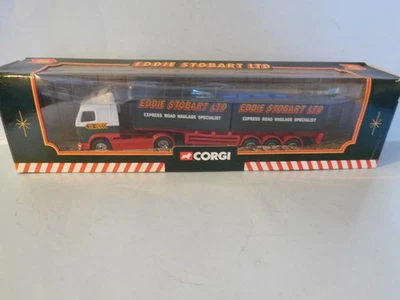 EDDIE STOBART LTD
EDDIE STOBART LTD
EXPRESS ROAD HAULAGE SPECIALIST
EDDIE STOBART LTD
EXPRESS ROAD HAULAGE SPECIALIST
CORGI